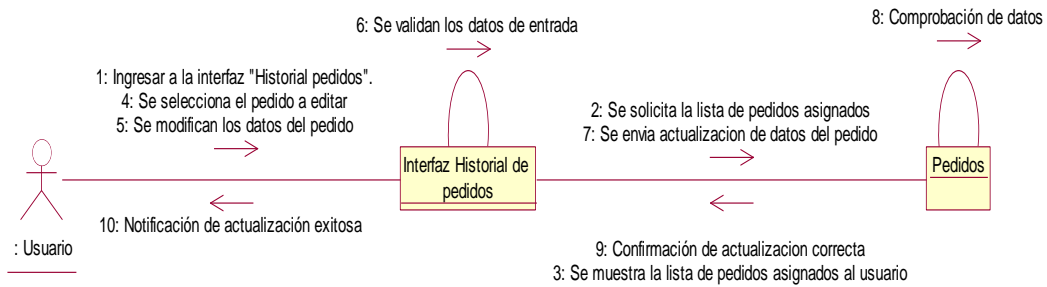 6: Se validan los datos de entrada
8: Comprobación de datos
1: Ingresar a la interfaz "Historial pedidos".
4: Se selecciona el pedido a editar
5: Se modifican los datos del pedido
2: Se solicita la lista de pedidos asignados
7: Se envia actualizacion de datos del pedido
Interfaz Historial de
pedidos
Pedidos
10: Notificación de actualización exitosa
: Usuario
9: Confirmación de actualizacion correcta
3: Se muestra la lista de pedidos asignados al usuario